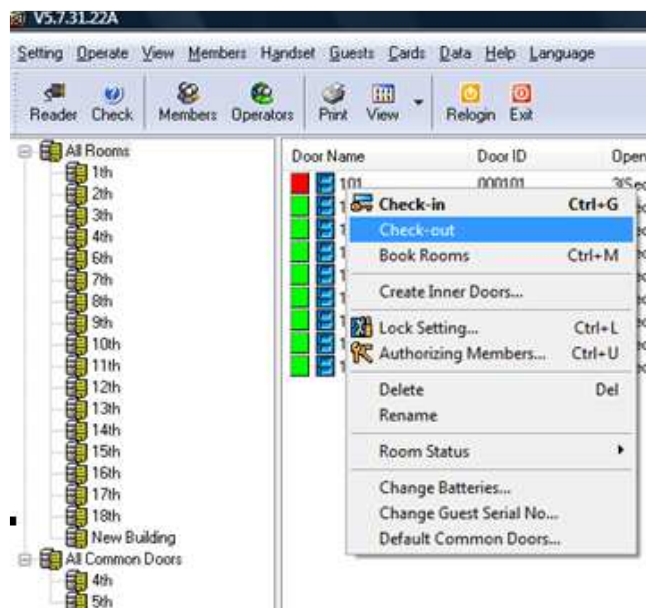 V5.7.31.22A
Setting Operate View Members Handset Guests Cards Data Help Language
Reader Check Members Operators Print View Relogin Exit
All Rooms
1th
2th
3th
4th
6th
7th
8th
9th
10th
11th
12th
13th
14th
15th
16th
17th
18th
New Building
All Common Doors
4th
5th
Door Name Door ID Open
101 000101 3(Sec
Check-in Ctrl+G
Check-out
Book Rooms Ctrl+M
Create Inner Doors...
Lock Setting... Ctrl+L
Authorizing Members... Ctrl+U
Delete Del
Rename
Room Status
Change Batteries...
Change Guest Serial No...
Default Common Doors...